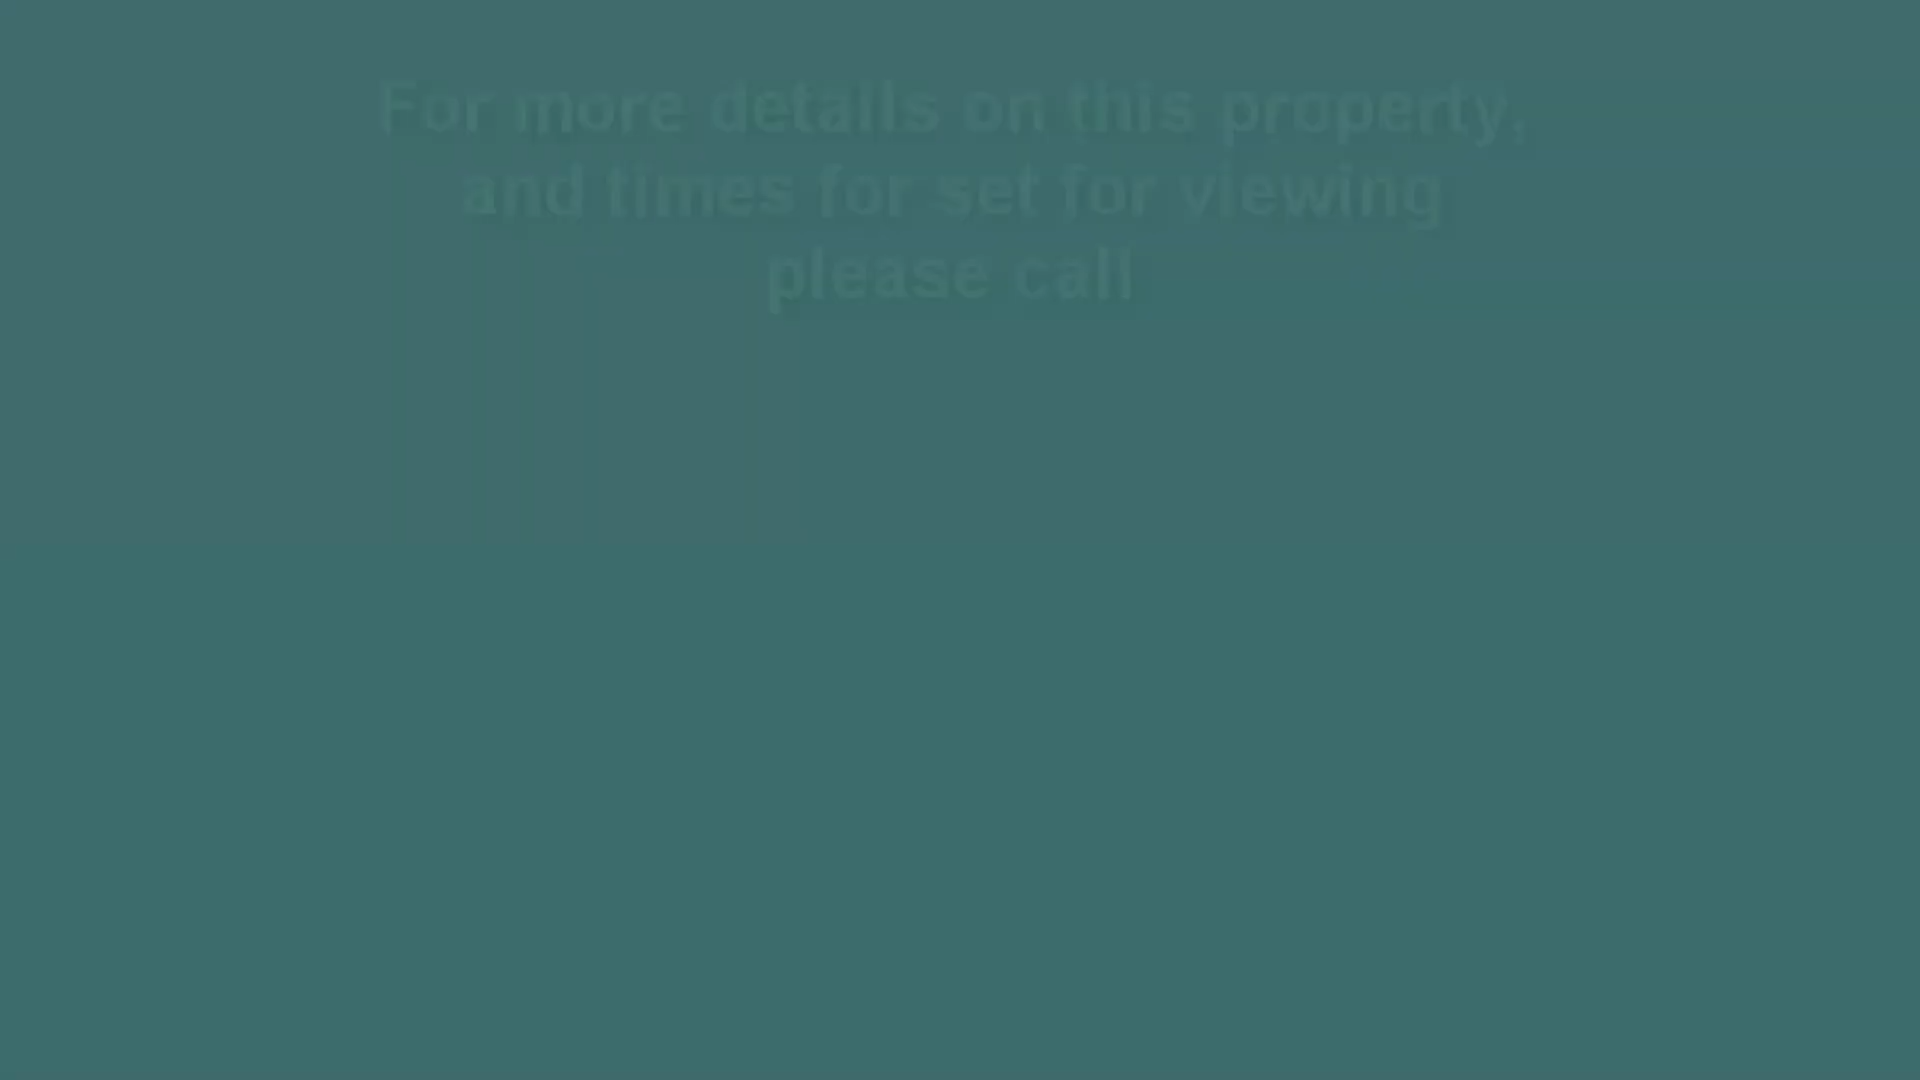 For more details on this property,
and times for set for viewing
please call